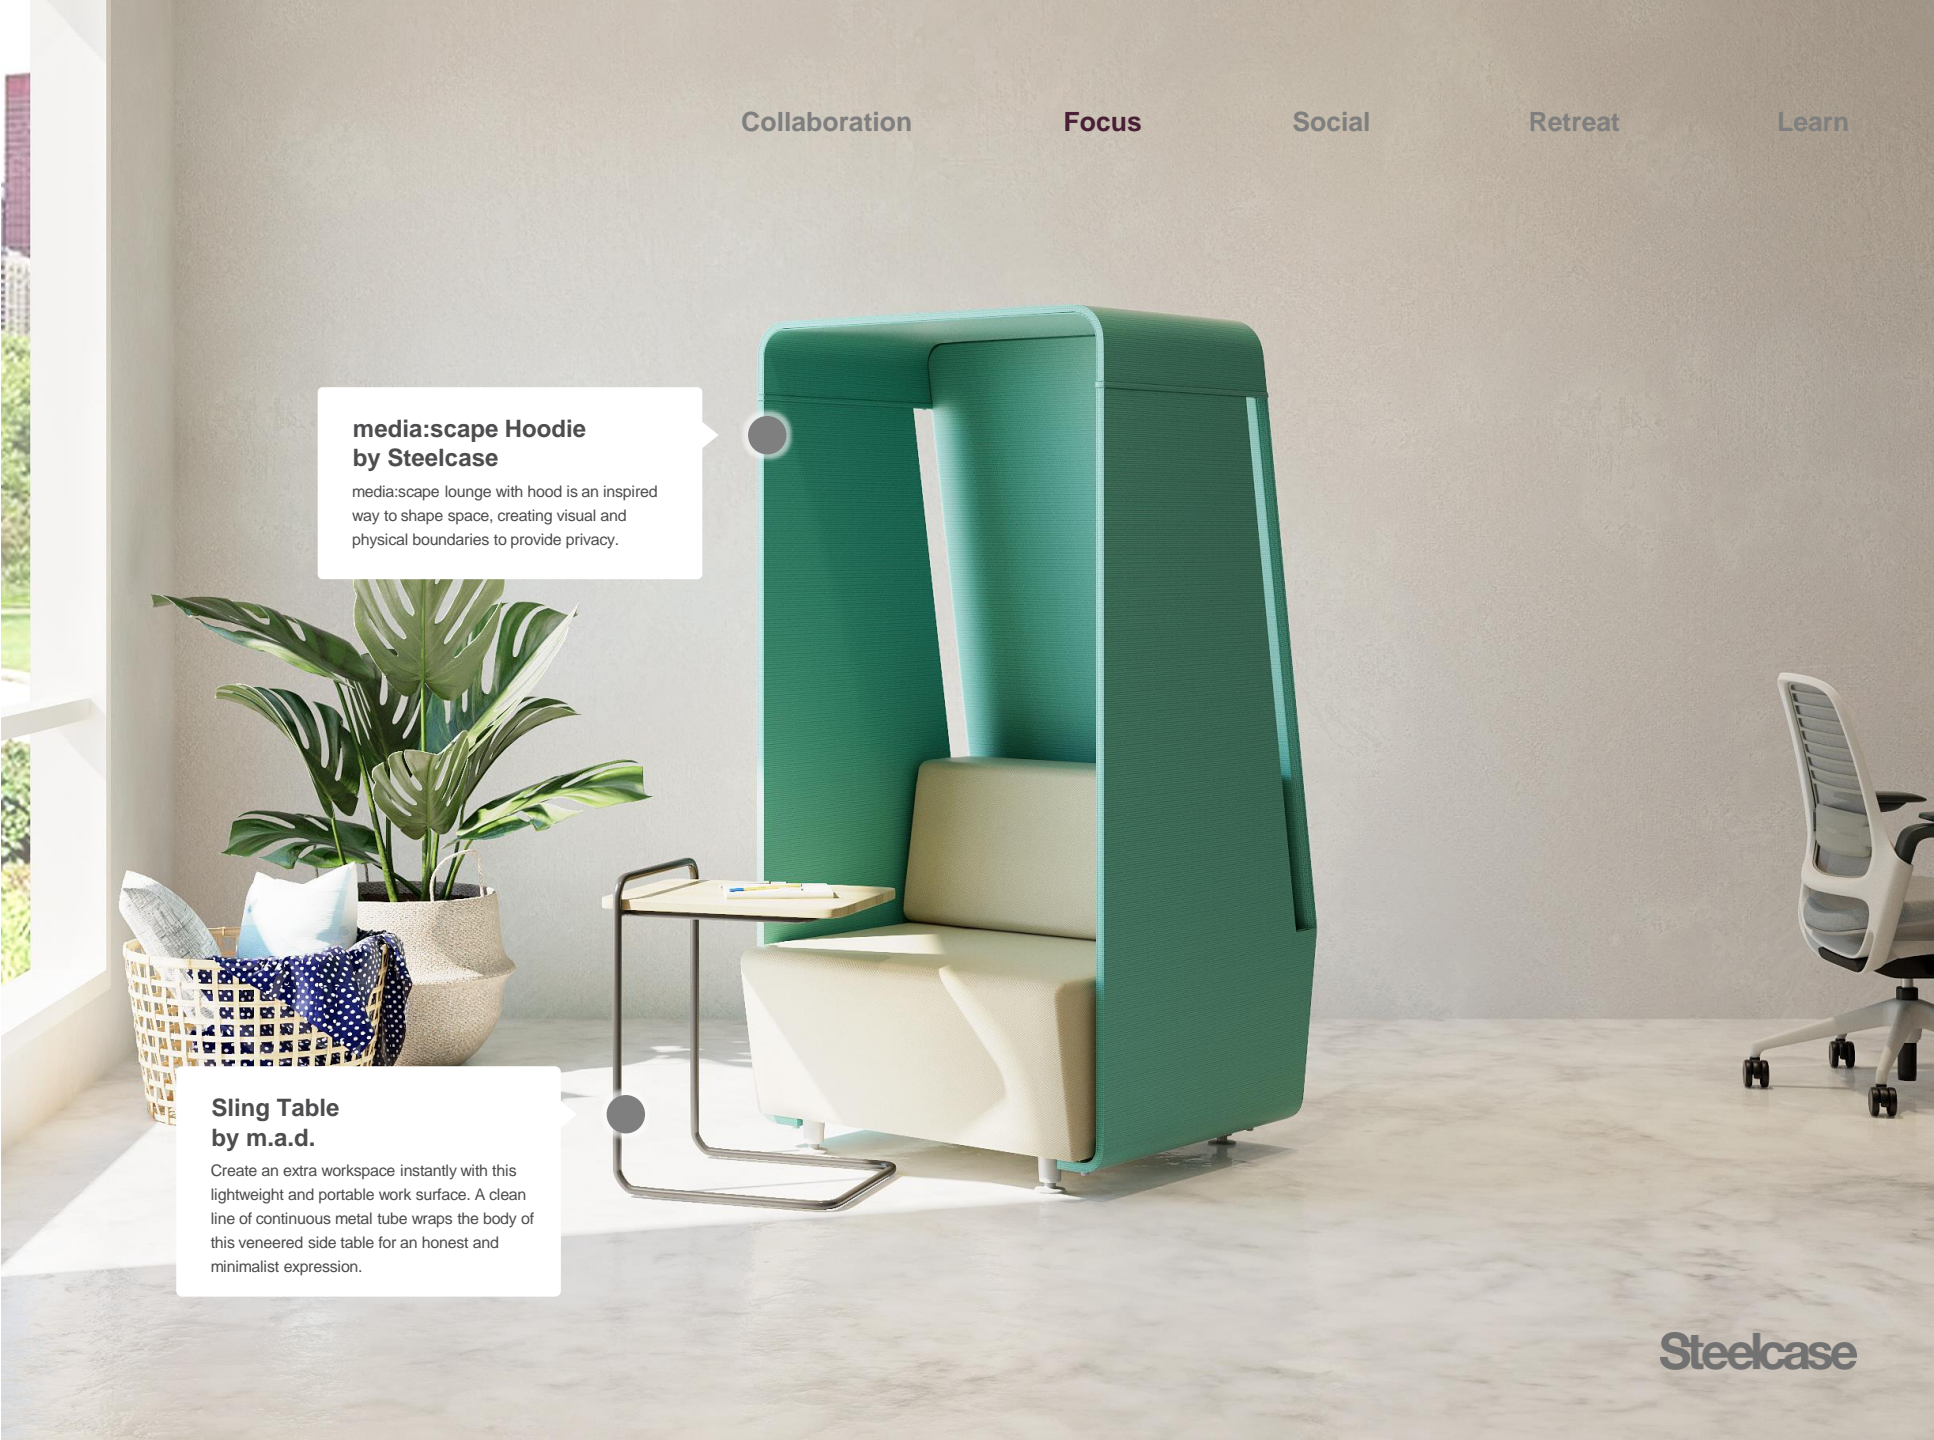 Collaboration Focus Social Retreat Learn
media:scape Hoodie
by Steelcase
media:scape lounge with hood is an inspired
way to shape space, creating visual and
physical boundaries to provide privacy.
Sling Table
by m.a.d.
Create an extra workspace instantly with this
lightweight and portable work surface. A clean
line of continuous metal tube wraps the body of
this veneered side table for an honest and
minimalist expression.
Steelcase